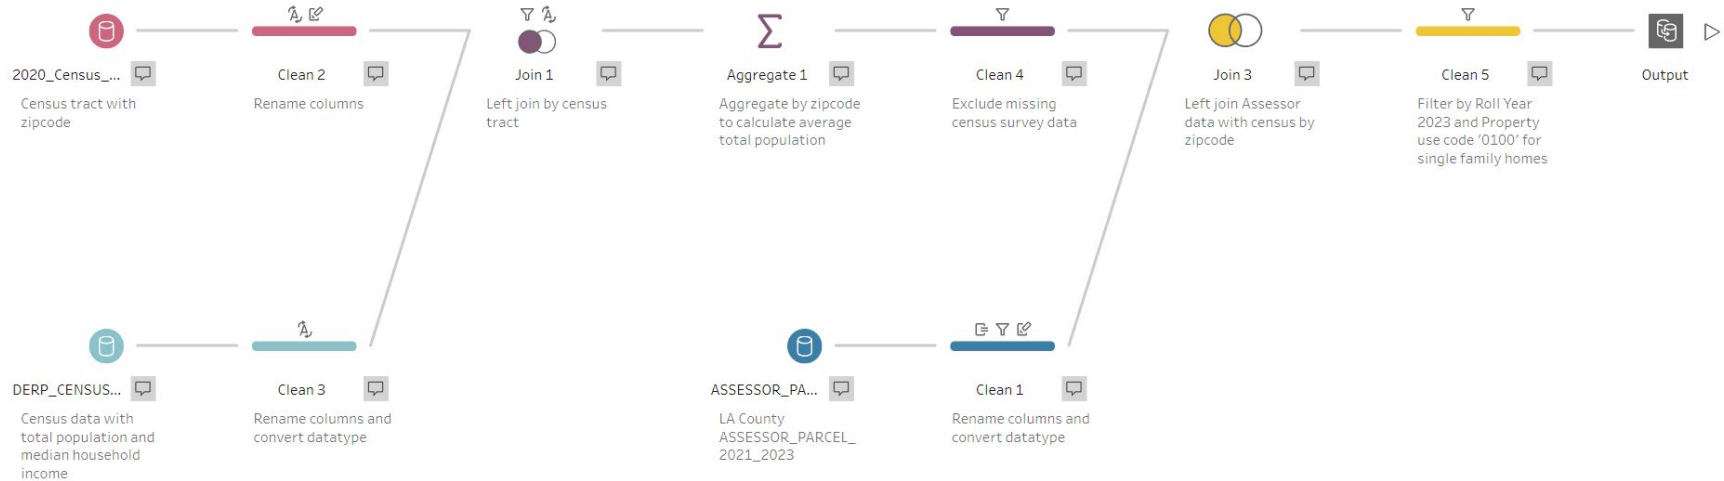 2020_Census_...
Census tract with
zipcode
Clean 2
Rename columns
Join 1
Left join by census
tract
Aggregate 1
Aggregate by zipcode
to calculate average
total population
Clean 4
Exclude missing
census survey data
Join 3
Left join Assessor
data with census by
zipcode
Clean 5
Filter by Roll Year
2023 and Property
use code ‘0100’ for
single family homes
Output
DERP_CENSUS...
Census data with
total population and
median household
income
Clean 3
Rename columns and
convert datatype
ASSESSOR_PA...
LA County
ASSESSOR_PARCEL_
2021_2023
Clean 1
Rename columns and
convert datatype